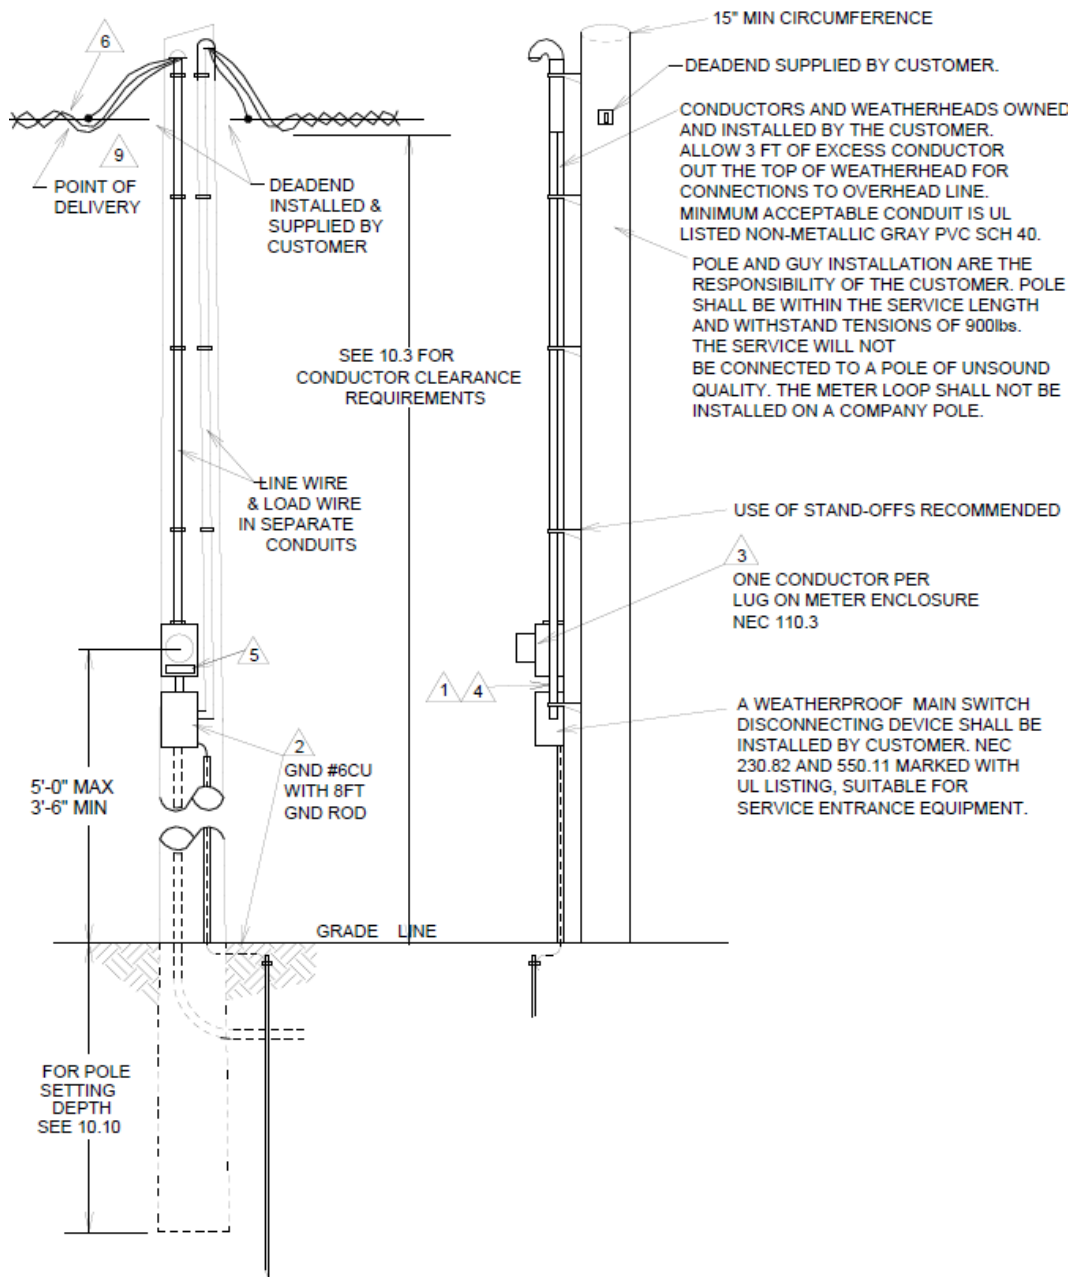 15" MIN CIRCUMFERENCE
6
DEADEND SUPPLIED BY CUSTOMER.
CONDUCTORS AND WEATHERHEADS OWNED
AND INSTALLED BY THE CUSTOMER.
ALLOW 3 FT OF EXCESS CONDUCTOR
OUT THE TOP OF WEATHERHEAD FOR
CONNECTIONS TO OVERHEAD LINE.
MINIMUM ACCEPTABLE CONDUIT IS UL
LISTED NON-METALLIC GRAY PVC SCH 40.
9
POINT OF
DELIVERY
DEADEND
INSTALLED &
SUPPLIED BY
CUSTOMER
POLE AND GUY INSTALLATION ARE THE
RESPONSIBILITY OF THE CUSTOMER. POLE
SHALL BE WITHIN THE SERVICE LENGTH
AND WITHSTAND TENSIONS OF 900lbs.
THE SERVICE WILL NOT
BE CONNECTED TO A POLE OF UNSOUND
QUALITY. THE METER LOOP SHALL NOT BE
INSTALLED ON A COMPANY POLE.
SEE 10.3 FOR
CONDUCTOR CLEARANCE
REQUIREMENTS
LINE WIRE
& LOAD WIRE
IN SEPARATE
CONDUITS
USE OF STAND-OFFS RECOMMENDED
3
ONE CONDUCTOR PER
LUG ON METER ENCLOSURE
NEC 110.3
5
1 4
A WEATHERPROOF MAIN SWITCH
DISCONNECTING DEVICE SHALL BE
INSTALLED BY CUSTOMER. NEC
230.82 AND 550.11 MARKED WITH
UL LISTING, SUITABLE FOR
SERVICE ENTRANCE EQUIPMENT.
2
GND #6CU
WITH 8FT
GND ROD
5'-0" MAX
3'-6" MIN
GRADE LINE
FOR POLE
SETTING
DEPTH
SEE 10.10